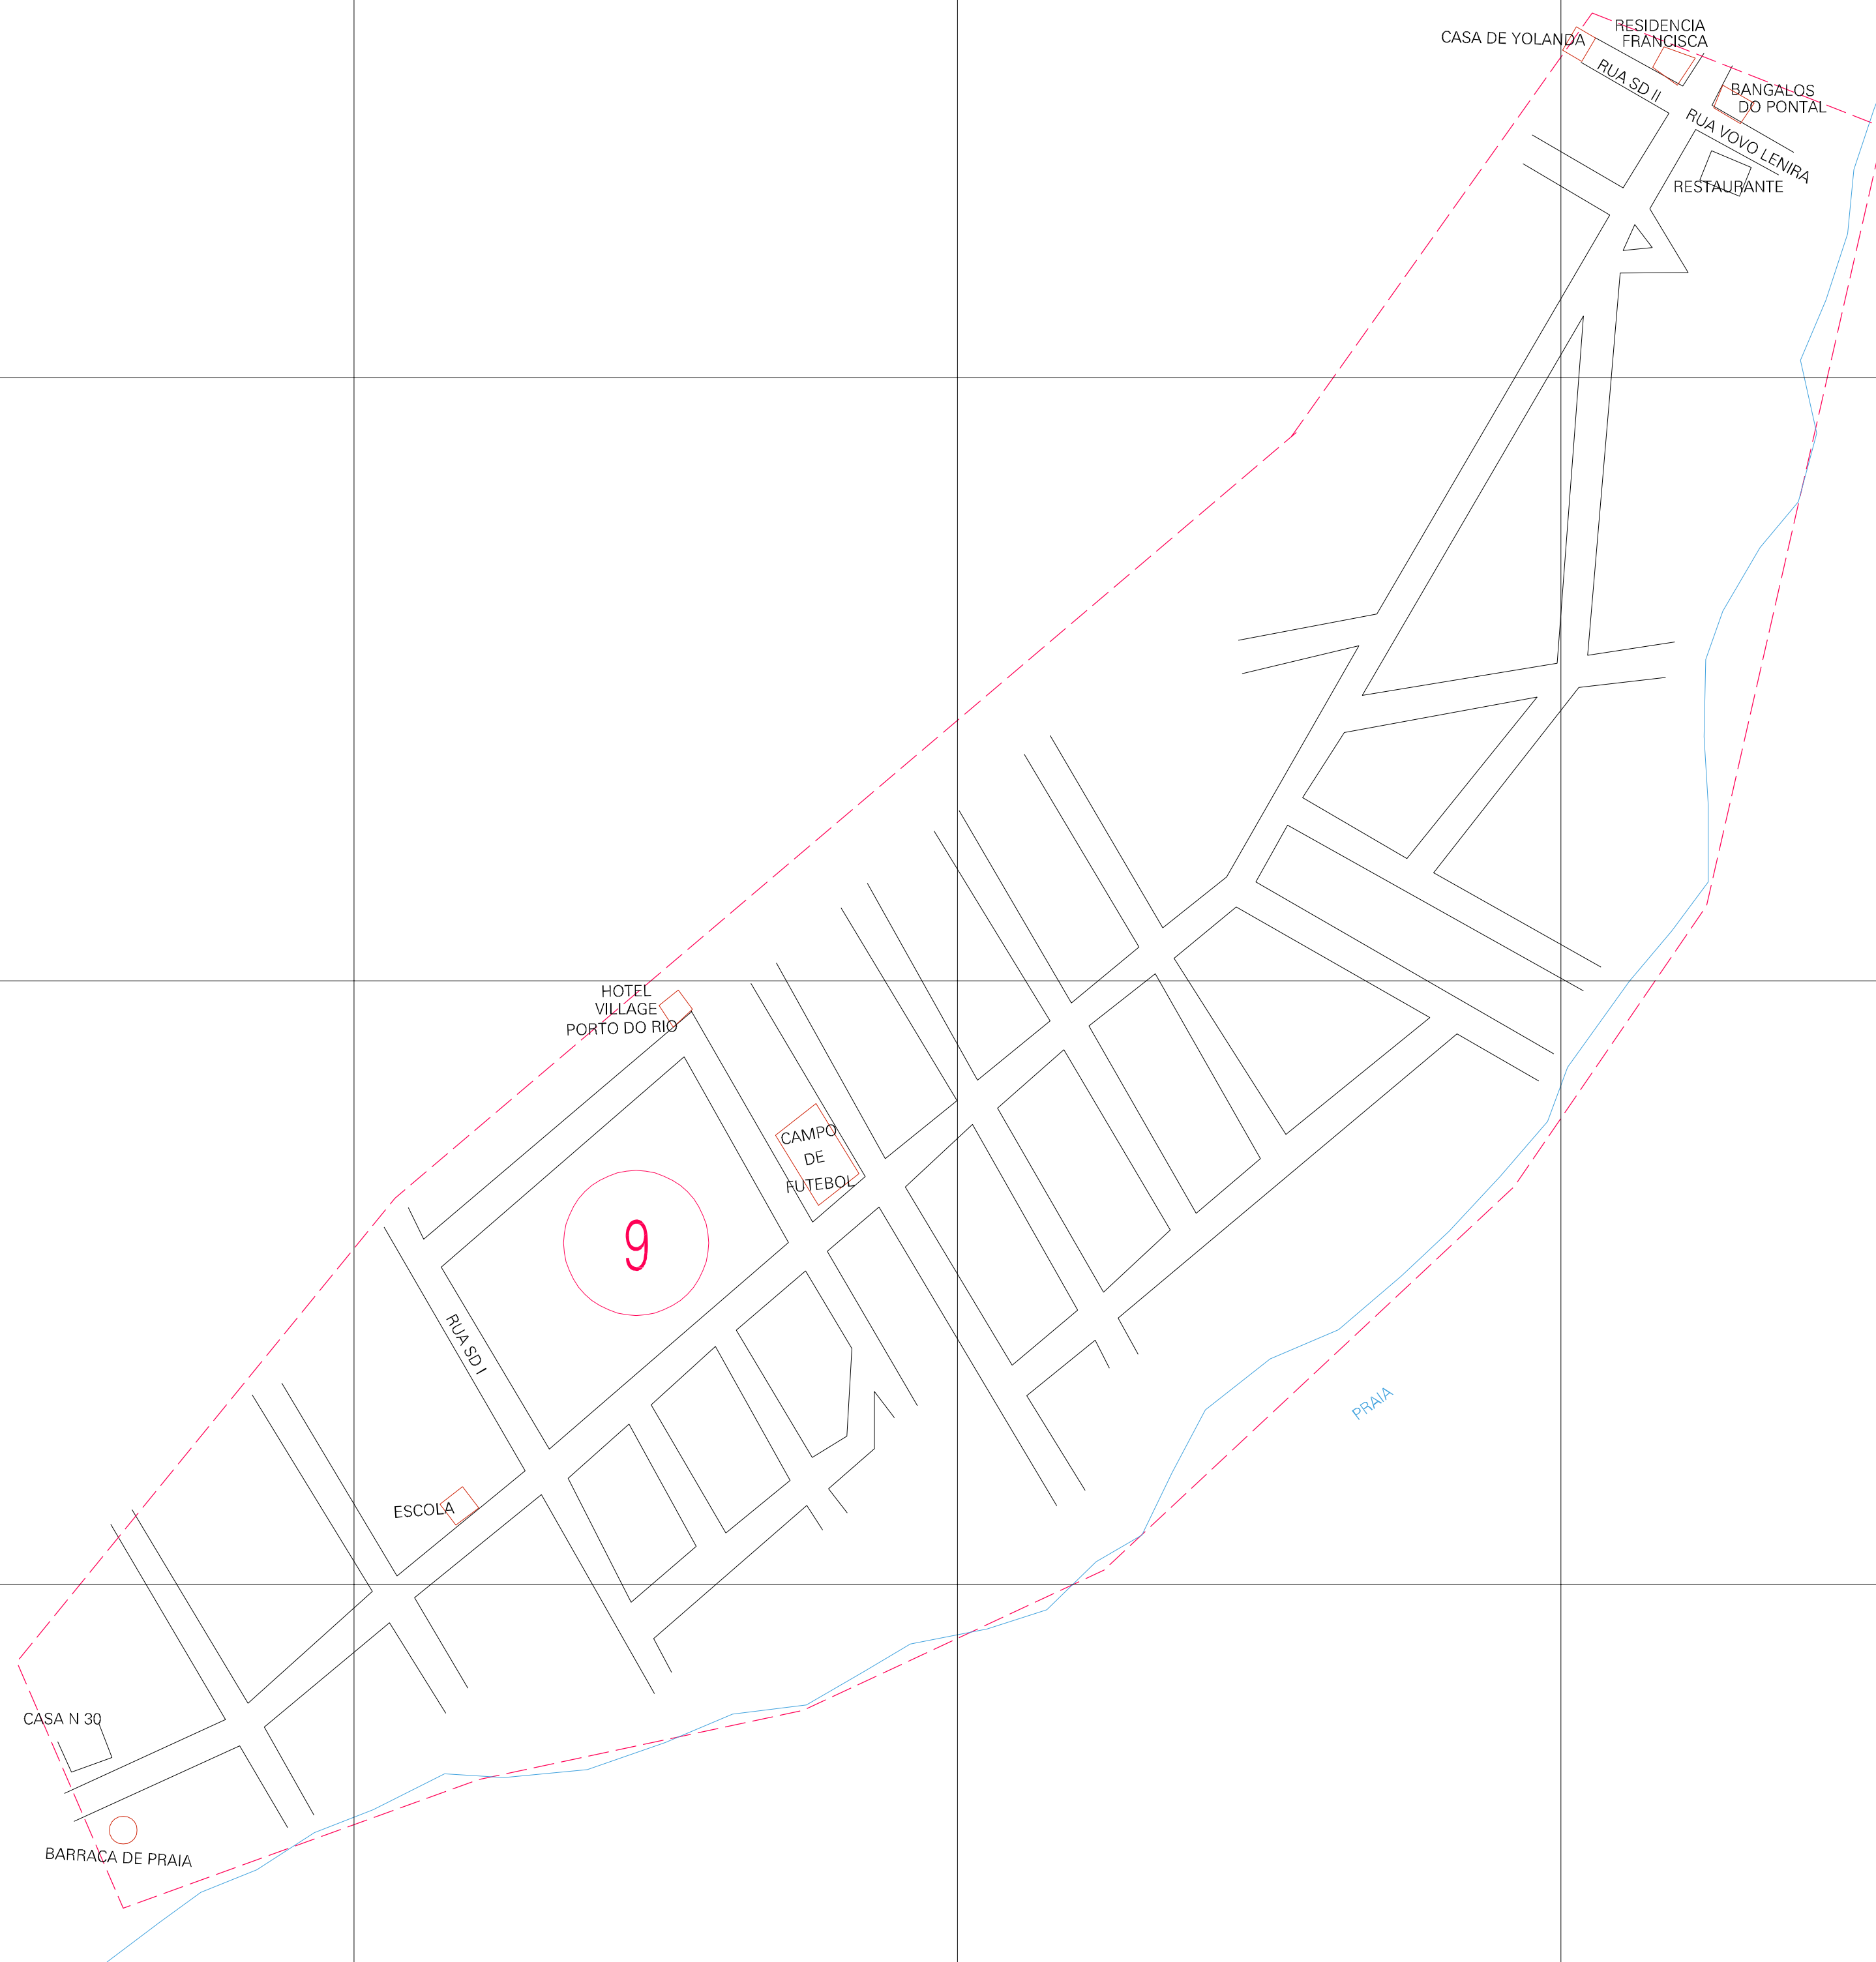 RESIDENCIA
FRANCISCA
CASA DE YOLANDA
RUA SD II
BANGALOS
DO PONTAL
RUA VOVO LENIRA
RESTAURANTE
HOTEL
VILLAGE
PORTO DO RIO
CAMPO
DE
FUTEBOL
9
RUA SD I
PRAIA
ESCOLA
CASA N 30
BARRACA DE PRAIA